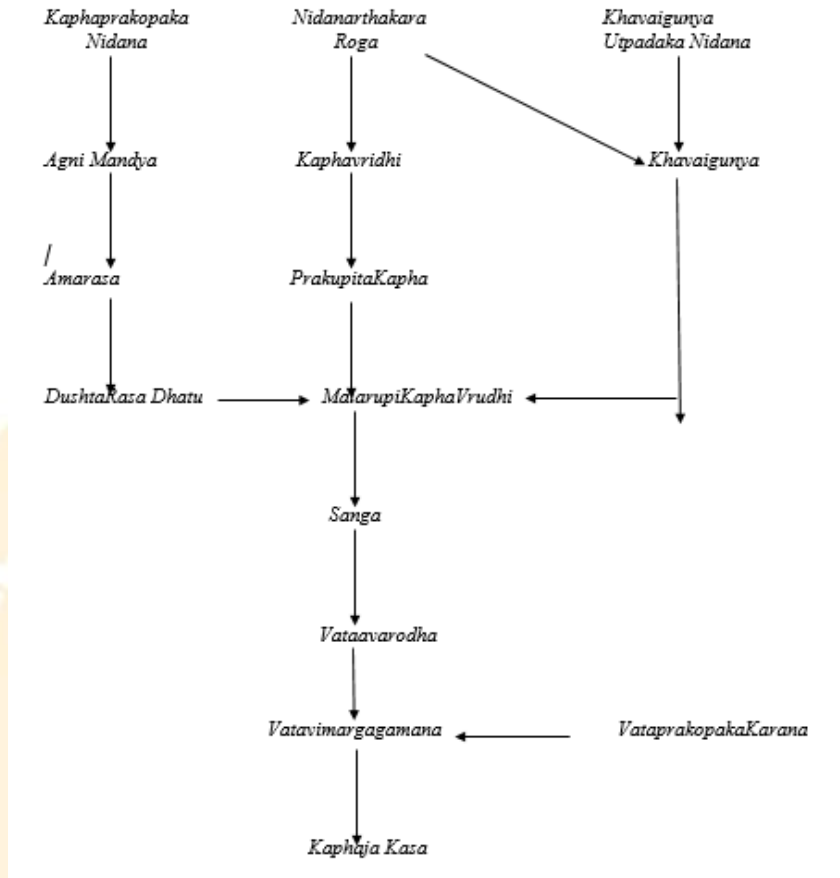 Kaphaprakopaka
Nidana
Nidanarthakara
Roga
Khavaigunya
Utpadaka Nidana
Agni Mandya
Kaphavridhi
Khavaigunya
/
Amarasa
PrakupitaKapha
DushtaRasa Dhatu
MalarupiKaphaVrudhi
Sanga
Vataavarodha
Vatavimargagamana
VataprakopakaKarana
Kaphaja Kasa